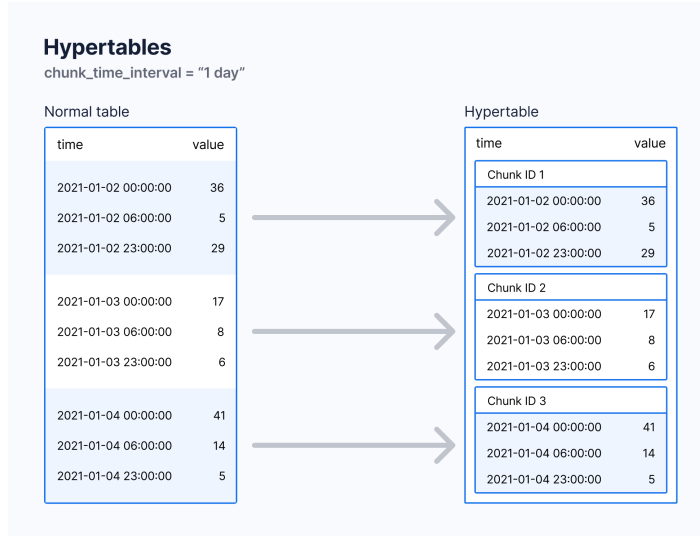 Hypertables
chunk_time_interval = “1 day”
Normal table
time value
2021-01-02 00:00:00 36
2021-01-02 06:00:00 5
2021-01-02 23:00:00 29
2021-01-03 00:00:00 17
2021-01-03 06:00:00 8
2021-01-03 23:00:00 6
2021-01-04 00:00:00 41
2021-01-04 06:00:00 14
2021-01-04 23:00:00 5
Hypertable
time value
Chunk ID 1
2021-01-02 00:00:00 36
2021-01-02 06:00:00 5
2021-01-02 23:00:00 29
Chunk ID 2
2021-01-03 00:00:00 17
2021-01-03 06:00:00 8
2021-01-03 23:00:00 6
Chunk ID 3
2021-01-04 00:00:00 41
2021-01-04 06:00:00 14
2021-01-04 23:00:00 5